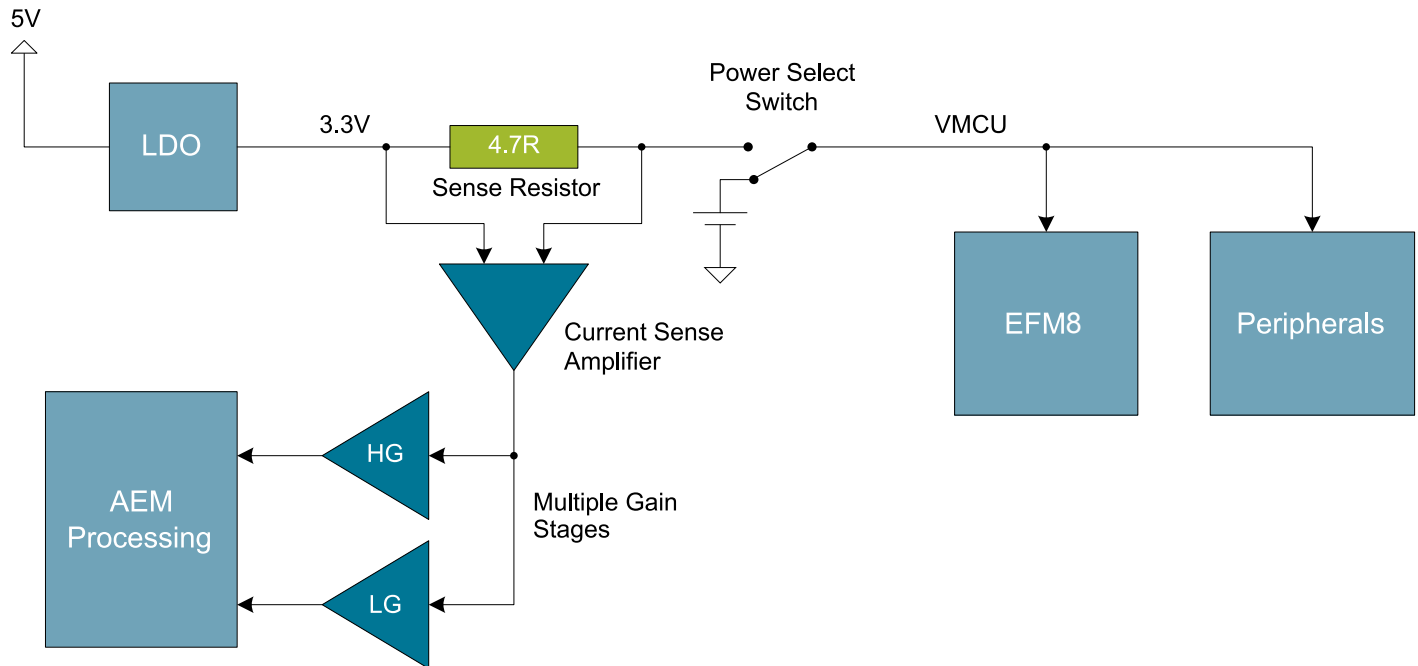 5V
LDO
3.3V
4.7R
Sense Resistor
Power Select
Switch
VMCU
Current Sense
Amplifier
EFM8
Peripherals
HG
AEM
Processing
Multiple Gain
Stages
LG